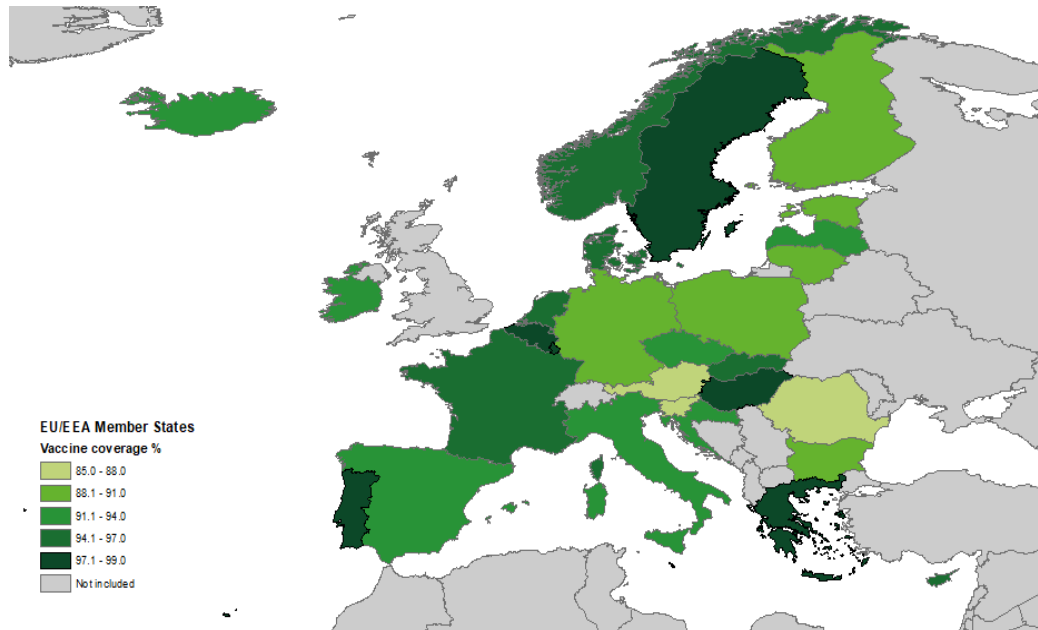 EU/EEA Member States
Vaccine coverage %
85.0 - 88.0
88.1 - 91.0
91.1 - 94.0
94.1 - 97.0
97.1 - 99.0
Not included